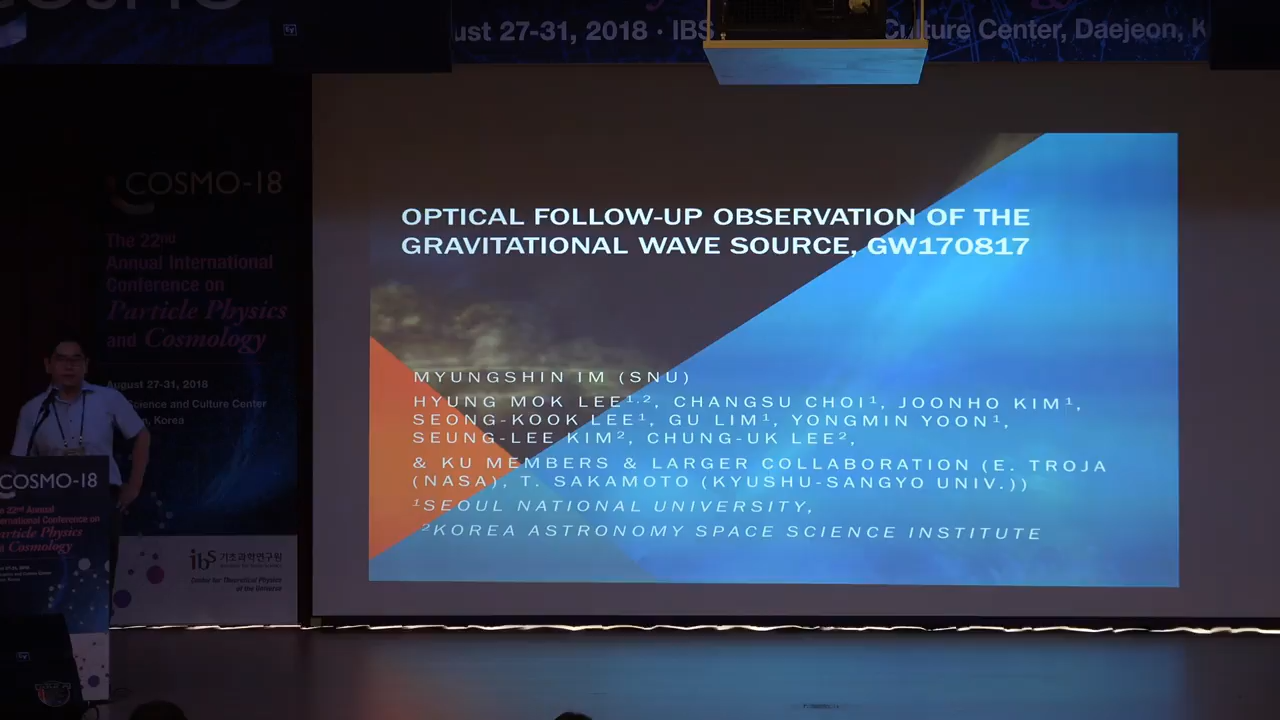 ust 27-31, 2018 · IBS
Culture Center, Daejeon, K
COSMO-18
The 22nd
Annual International
Conference on
Particle Physics
and Cosmology
August 27-31, 2018
Science and Culture Center
, Korea
ibs 기초과학연구원
Center for Theoretical Physics
of the Universe
COSMO-18
22nd Annual
International Conference on
Particle Physics
& Cosmology
OPTICAL FOLLOW-UP OBSERVATION OF THE
GRAVITATIONAL WAVE SOURCE, GW170817
MYUNGSHIN IM (SNU)
HYUNG MOK LEE¹,², CHANGSU CHOI¹, JOONHO KIM¹,
SEONG-KOOK LEE¹, GU LIM¹, YONGMIN YOON¹,
SEUNG-LEE KIM², CHUNG-UK LEE²,
& KU MEMBERS & LARGER COLLABORATION (E. TROJA
(NASA), T. SAKAMOTO (KYUSHU-SANGYO UNIV.))
¹SEOUL NATIONAL UNIVERSITY,
²KOREA ASTRONOMY SPACE SCIENCE INSTITUTE